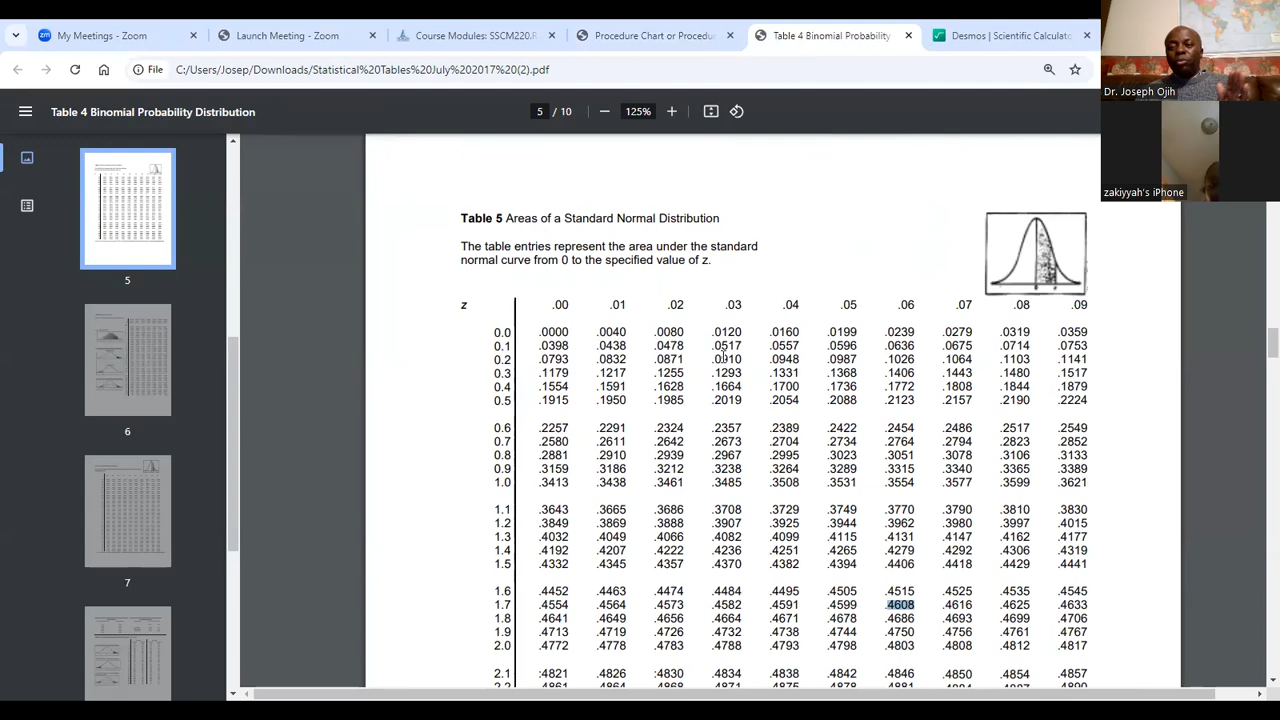 My Meetings - Zoom
Launch Meeting - Zoom
Course Modules: SSCM220.R
Procedure Chart or Procedur
Table 4 Binomial Probability
Desmos | Scientific Calculato
File
C:/Users/Josep/Downloads/Statistical%20Tables%20July%202017%20(2).pdf
Table 4 Binomial Probability Distribution
5 / 10
125%
Dr. Joseph Ojih
zakiyyah's iPhone
5
6
7
Table 5 Areas of a Standard Normal Distribution
The table entries represent the area under the standard
normal curve from 0 to the specified value of z.
z .00 .01 .02 .03 .04 .05 .06 .07 .08 .09
0.0 .0000 .0040 .0080 .0120 .0160 .0199 .0239 .0279 .0319 .0359
0.1 .0398 .0438 .0478 .0517 .0557 .0596 .0636 .0675 .0714 .0753
0.2 .0793 .0832 .0871 .0910 .0948 .0987 .1026 .1064 .1103 .1141
0.3 .1179 .1217 .1255 .1293 .1331 .1368 .1406 .1443 .1480 .1517
0.4 .1554 .1591 .1628 .1664 .1700 .1736 .1772 .1808 .1844 .1879
0.5 .1915 .1950 .1985 .2019 .2054 .2088 .2123 .2157 .2190 .2224
0.6 .2257 .2291 .2324 .2357 .2389 .2422 .2454 .2486 .2517 .2549
0.7 .2580 .2611 .2642 .2673 .2704 .2734 .2764 .2794 .2823 .2852
0.8 .2881 .2910 .2939 .2967 .2995 .3023 .3051 .3078 .3106 .3133
0.9 .3159 .3186 .3212 .3238 .3264 .3289 .3315 .3340 .3365 .3389
1.0 .3413 .3438 .3461 .3485 .3508 .3531 .3554 .3577 .3599 .3621
1.1 .3643 .3665 .3686 .3708 .3729 .3749 .3770 .3790 .3810 .3830
1.2 .3849 .3869 .3888 .3907 .3925 .3944 .3962 .3980 .3997 .4015
1.3 .4032 .4049 .4066 .4082 .4099 .4115 .4131 .4147 .4162 .4177
1.4 .4192 .4207 .4222 .4236 .4251 .4265 .4279 .4292 .4306 .4319
1.5 .4332 .4345 .4357 .4370 .4382 .4394 .4406 .4418 .4429 .4441
1.6 .4452 .4463 .4474 .4484 .4495 .4505 .4515 .4525 .4535 .4545
1.7 .4554 .4564 .4573 .4582 .4591 .4599 .4608 .4616 .4625 .4633
1.8 .4641 .4649 .4656 .4664 .4671 .4678 .4686 .4693 .4699 .4706
1.9 .4713 .4719 .4726 .4732 .4738 .4744 .4750 .4756 .4761 .4767
2.0 .4772 .4778 .4783 .4788 .4793 .4798 .4803 .4808 .4812 .4817
2.1 :4821 .4826 :4830 .4834 .4838 .4842 .4846 .4850 .4854 .4857